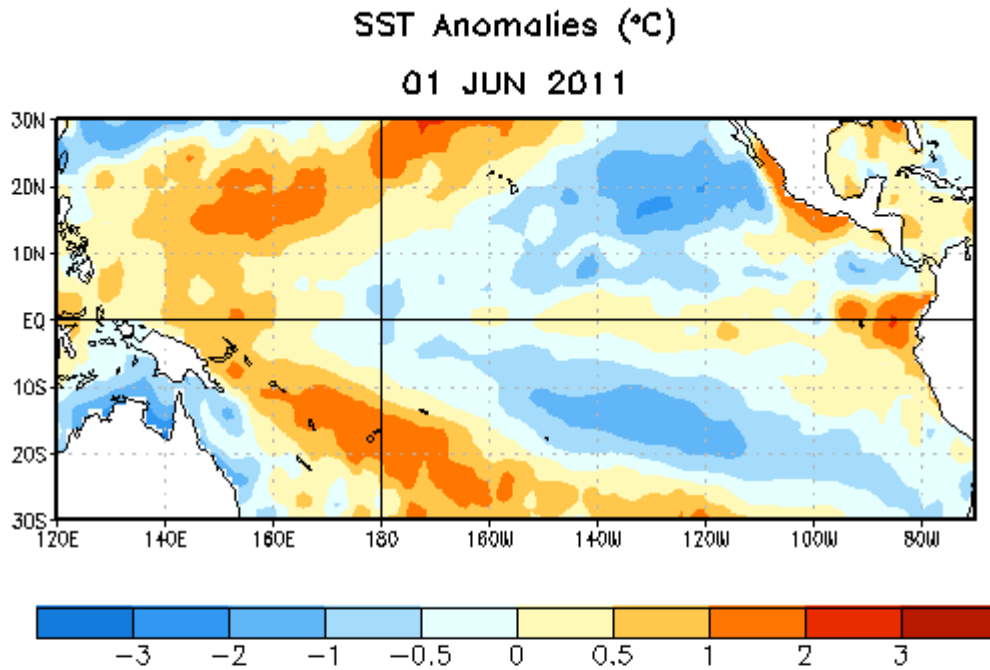 SST Anomalies (°C)
01 JUN 2011
30N
20N
10N
EQ
10S
20S
30S
120E 140E 160E 180 160W 140W 120W 100W 80W
-3 -2 -1 -0.5 0 0.5 1 2 3